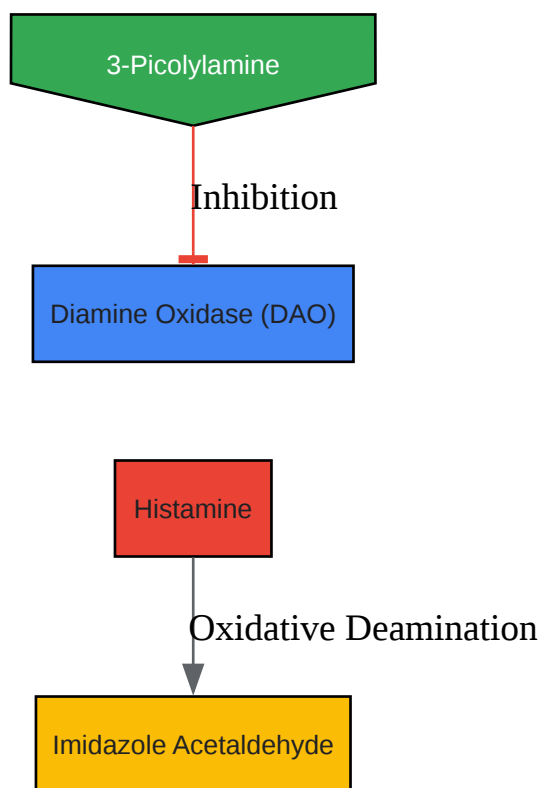 3-Picolylamine
Inhibition
Diamine Oxidase (DAO)
Histamine
Oxidative Deamination
Imidazole Acetaldehyde